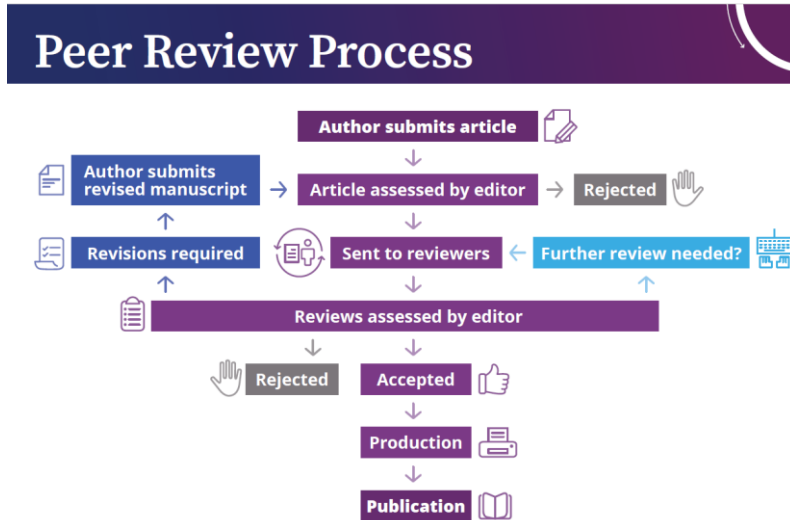 Peer Review Process
Author submits article
Author submits
revised manuscript
Article assessed by editor
Rejected
Revisions required
Sent to reviewers
Further review needed?
Reviews assessed by editor
Rejected
Accepted
Production
Publication